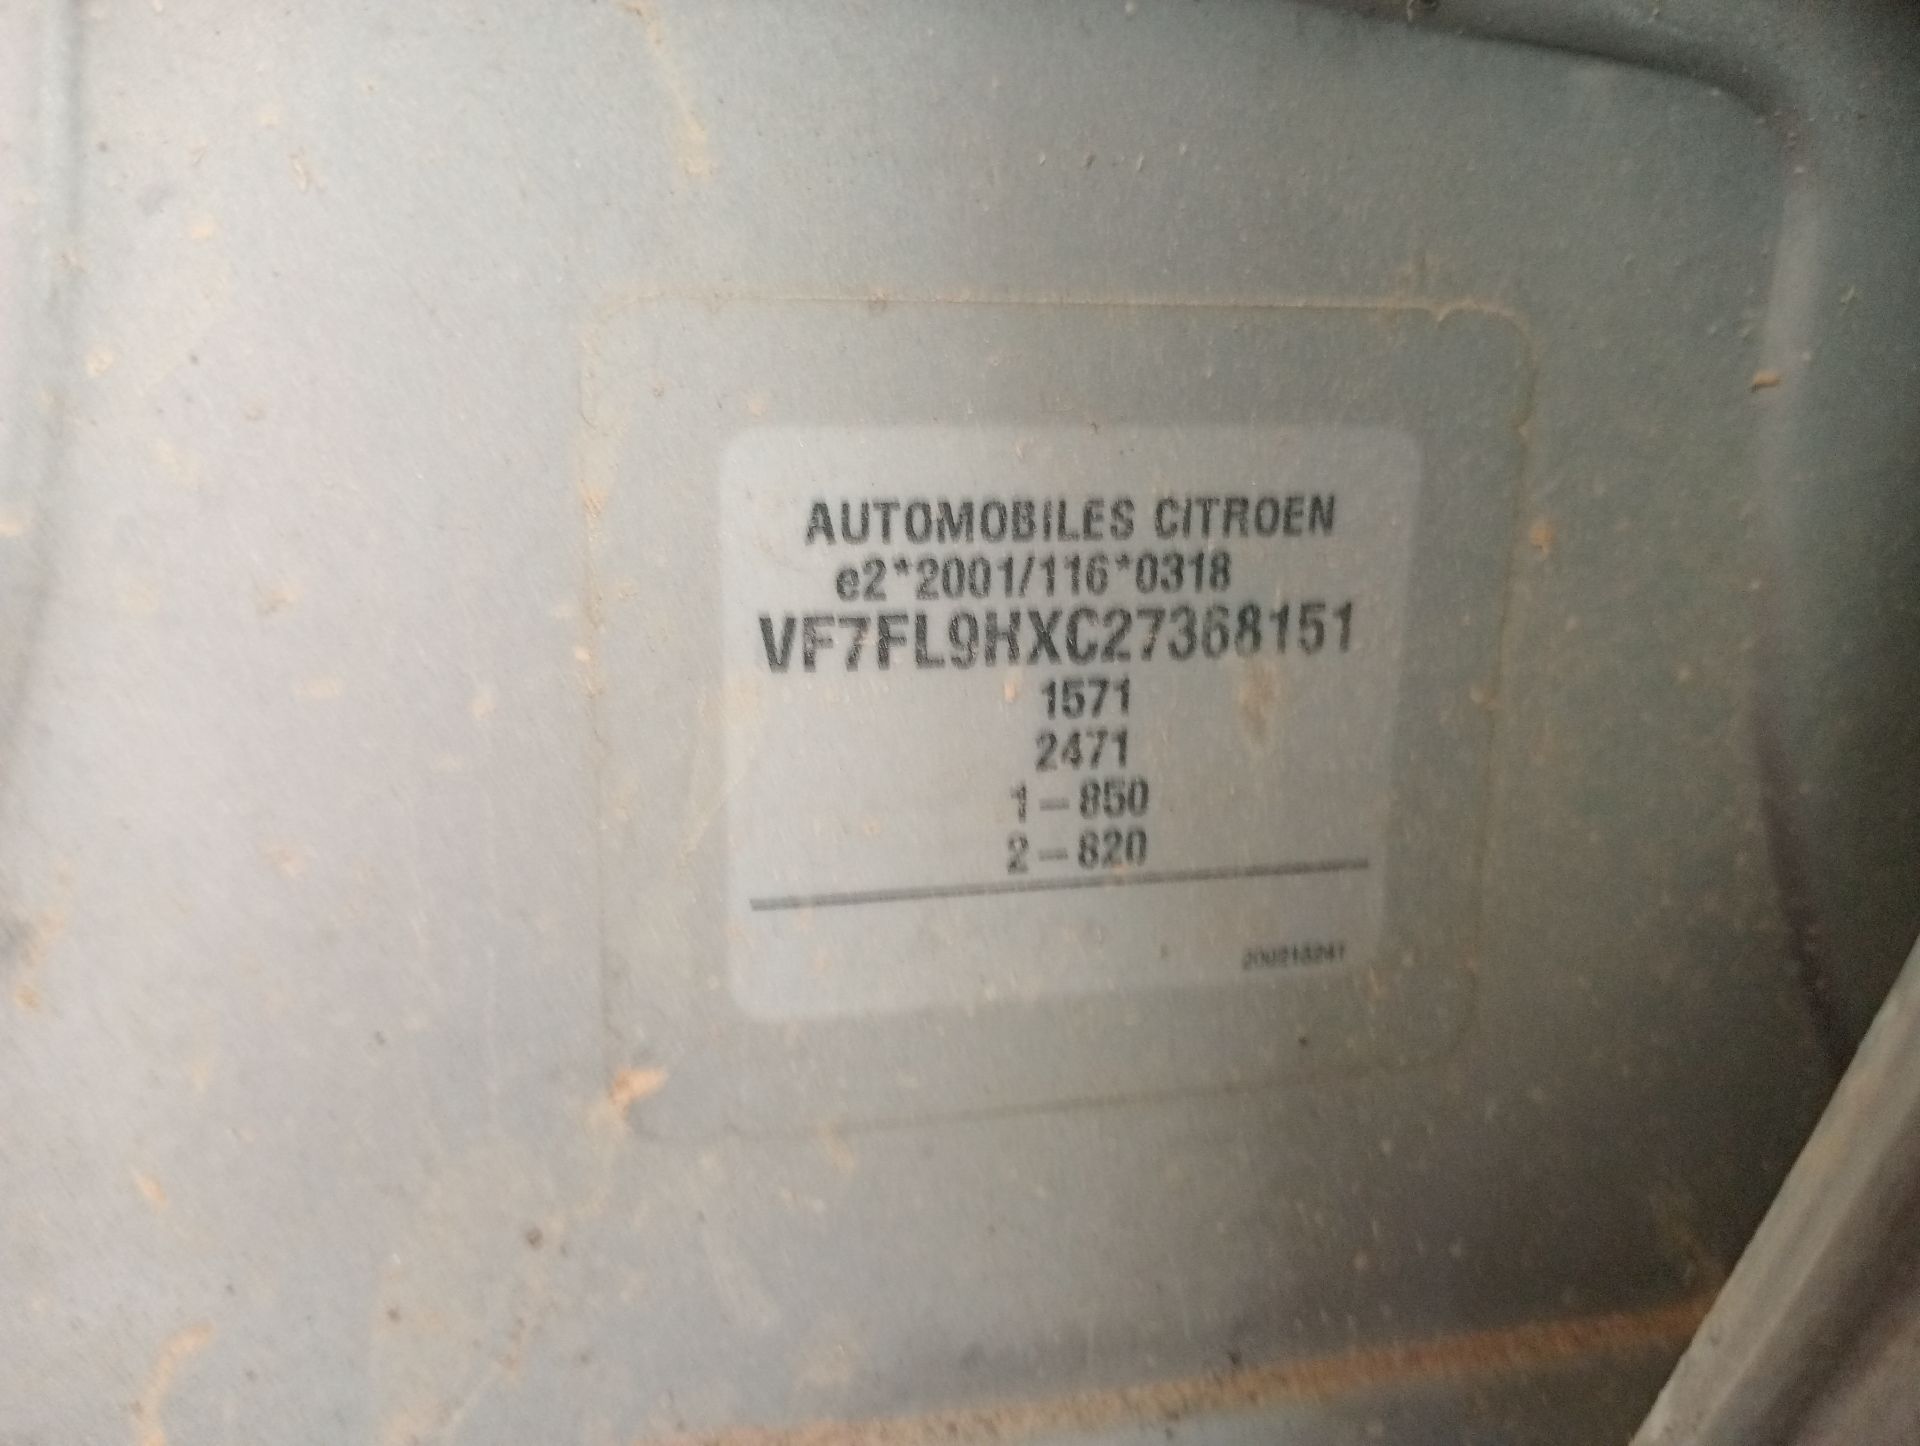 AUTOMOBILES CITROEN
e2*2001/116*0318
VF7FL9HXC27368151
1571
2471
1-850
2-820